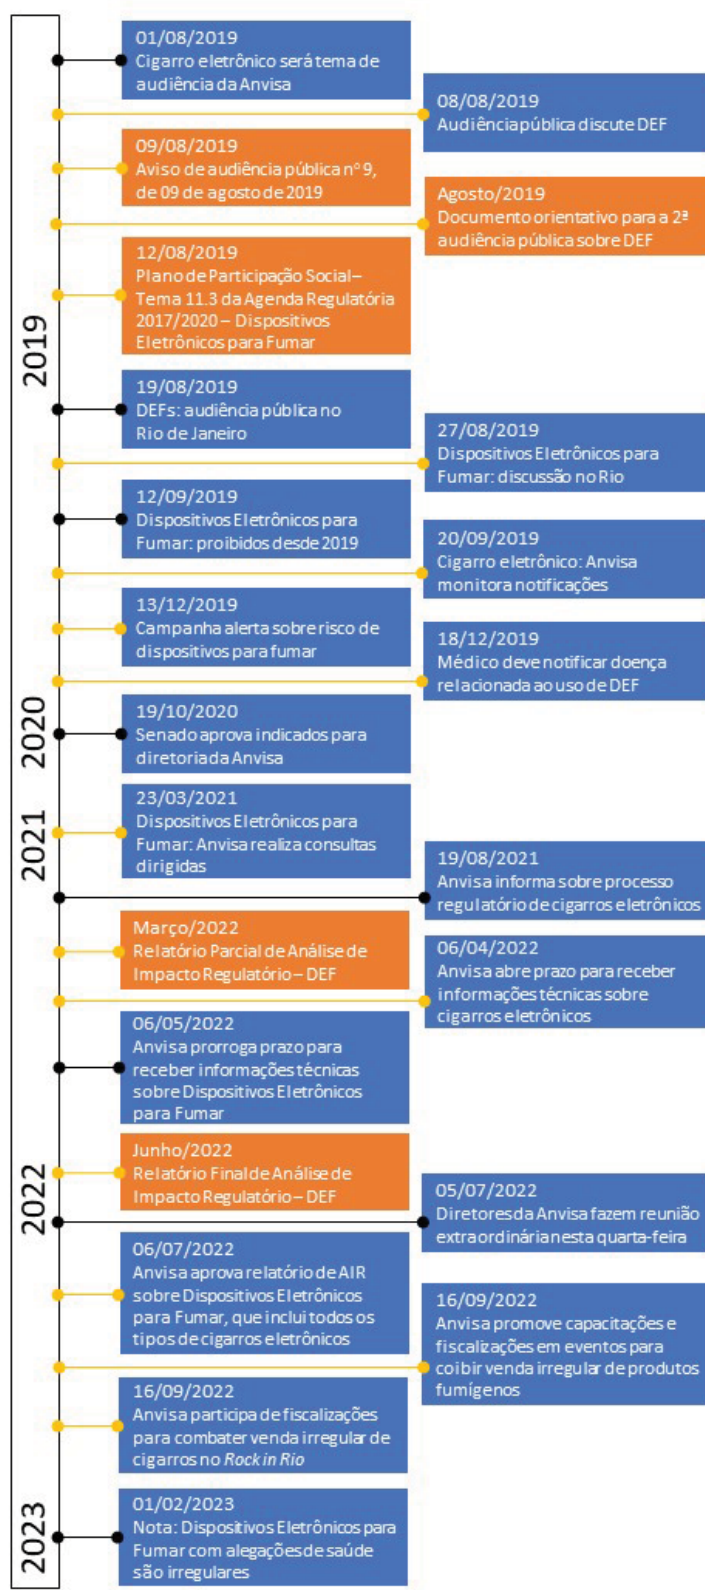 01/08/2019
Cigarro eletrônico será tema de
audiência da Anvisa
08/08/2019
Audiência pública discute DEF
09/08/2019
Aviso de audiência pública nº 9,
de 09 de agosto de 2019
Agosto/2019
Documento orientativo para a 2ª
audiência pública sobre DEF
12/08/2019
Plano de Participação Social–
Tema 11.3 da Agenda Regulatória
2017/2020 – Dispositivos
Eletrônicos para Fumar
2019
19/08/2019
DEFs: audiência pública no
Rio de Janeiro
27/08/2019
Dispositivos Eletrônicos para
Fumar: discussão no Rio
12/09/2019
Dispositivos Eletrônicos para
Fumar: proibidos desde 2019
20/09/2019
Cigarro eletrônico: Anvisa
monitora notificações
13/12/2019
Campanha alerta sobre risco de
dispositivos para fumar
18/12/2019
Médico deve notificar doença
relacionada ao uso de DEF
2020
19/10/2020
Senado aprova indicados para
diretoria da Anvisa
2021
23/03/2021
Dispositivos Eletrônicos para
Fumar: Anvisa realiza consultas
dirigidas
19/08/2021
Anvisa informa sobre processo
regulatório de cigarros eletrônicos
Março/2022
Relatório Parcial de Análise de
Impacto Regulatório – DEF
06/04/2022
Anvisa abre prazo para receber
informações técnicas sobre
cigarros eletrônicos
06/05/2022
Anvisa prorroga prazo para
receber informações técnicas
sobre Dispositivos Eletrônicos
para Fumar
2022
Junho/2022
Relatório Final de Análise de
Impacto Regulatório – DEF
05/07/2022
Diretores da Anvisa fazem reunião
extraordinária nesta quarta-feira
06/07/2022
Anvisa aprova relatório de AIR
sobre Dispositivos Eletrônicos
para Fumar, que inclui todos os
tipos de cigarros eletrônicos
16/09/2022
Anvisa promove capacitações e
fiscalizações em eventos para
coibir venda irregular de produtos
fumígenos
16/09/2022
Anvisa participa de fiscalizações
para combater venda irregular de
cigarros no Rock in Rio
2023
01/02/2023
Nota: Dispositivos Eletrônicos para
Fumar com alegações de saúde
são irregulares